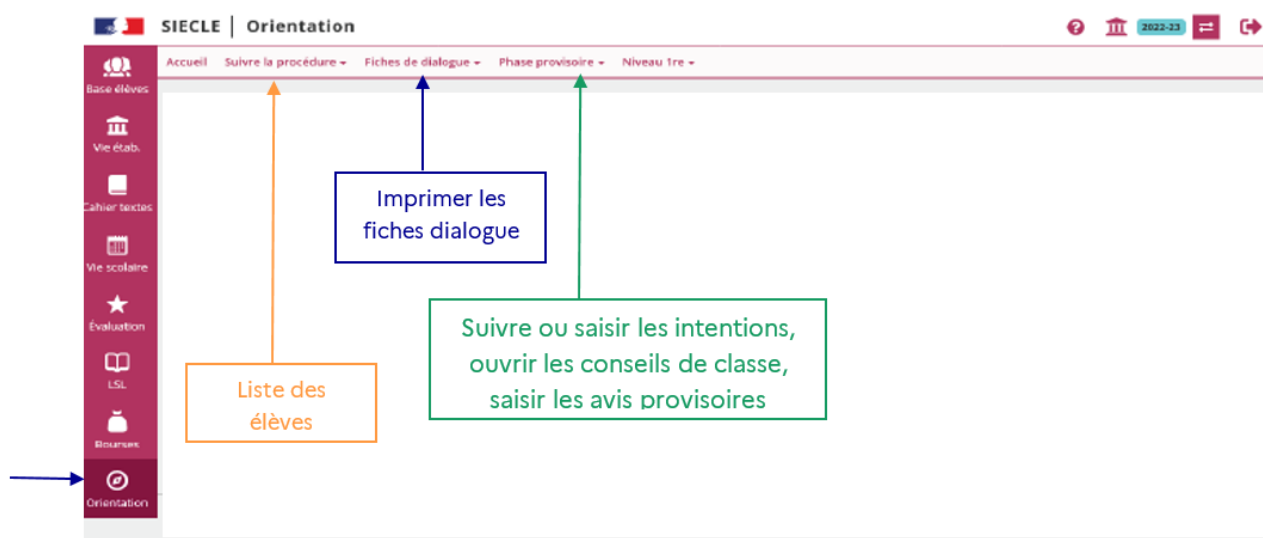 SIECLE | Orientation
2022-23
Accueil Suivre la procédure Fiches de dialogue Phase provisoire Niveau 1re
Base élèves
Vie étab.
Cahier textes
Vie scolaire
Évaluation
LSL
Bourses
Orientation
Imprimer les
fiches dialogue
Suivre ou saisir les intentions,
ouvrir les conseils de classe,
saisir les avis provisoires
Liste des
élèves